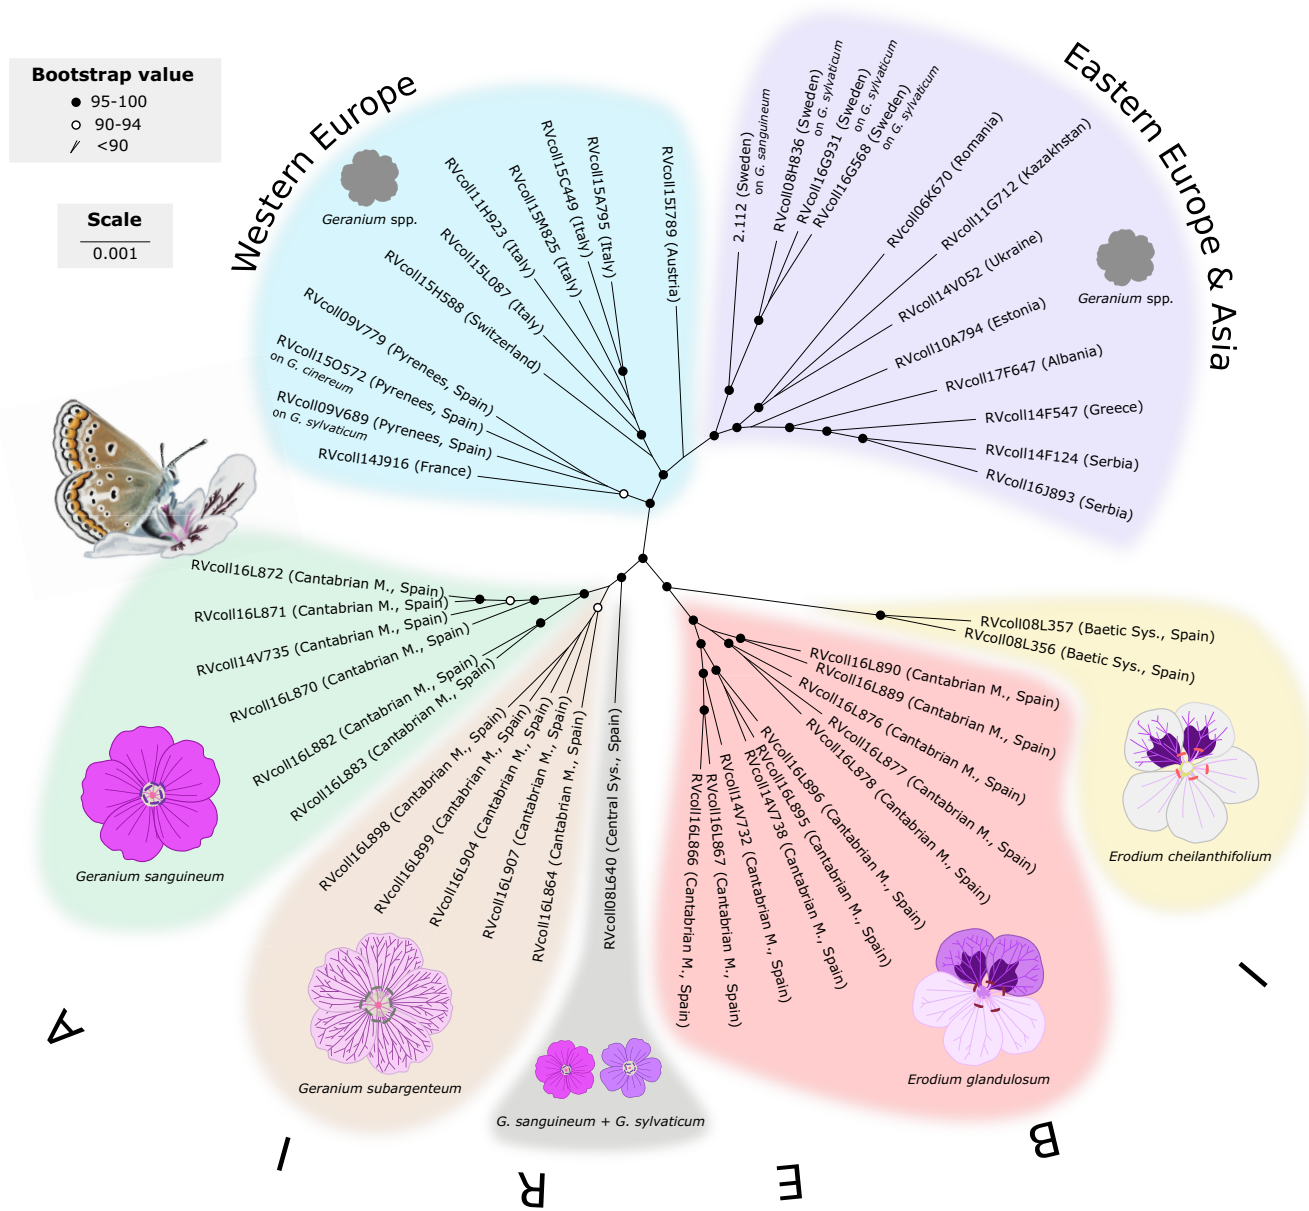 Bootstrap value
95-100
90-94
<90
Scale
0.001
Western Europe
Eastern Europe & Asia
Geranium spp.
RVcoll14J916 (France)
RVcoll09V689 (Pyrenees, Spain)
on G. sylvaticum
RVcoll15O572 (Pyrenees, Spain)
on G. cinereum
RVcoll09V779 (Pyrenees, Spain)
RVcoll15H588 (Switzerland)
RVcoll15L087 (Italy)
RVcoll11H923 (Italy)
RVcoll15M825 (Italy)
RVcoll15C449 (Italy)
RVcoll15A795 (Italy)
RVcoll15I789 (Austria)
2.112 (Sweden)
on G. sanguineum
RVcoll08H836 (Sweden)
on G. sylvaticum
RVcoll16G931 (Sweden)
on G. sylvaticum
RVcoll16G568 (Sweden)
on G. sylvaticum
RVcoll06K670 (Romania)
RVcoll11G712 (Kazakhstan)
RVcoll14V052 (Ukraine)
Geranium spp.
RVcoll10A794 (Estonia)
RVcoll17F647 (Albania)
RVcoll14F547 (Greece)
RVcoll14F124 (Serbia)
RVcoll16J893 (Serbia)
RVcoll08L357 (Baetic Sys., Spain)
RVcoll08L356 (Baetic Sys., Spain)
Erodium cheilanthifolium
RVcoll16L890 (Cantabrian M., Spain)
RVcoll16L889 (Cantabrian M., Spain)
RVcoll16L876 (Cantabrian M., Spain)
RVcoll16L877 (Cantabrian M., Spain)
RVcoll16L878 (Cantabrian M., Spain)
RVcoll16L896 (Cantabrian M., Spain)
RVcoll16L895 (Cantabrian M., Spain)
RVcoll14V738 (Cantabrian M., Spain)
RVcoll14V732 (Cantabrian M., Spain)
RVcoll16L867 (Cantabrian M., Spain)
RVcoll16L866 (Cantabrian M., Spain)
Erodium glandulosum
RVcoll08L640 (Central Sys., Spain)
G. sanguineum + G. sylvaticum
RVcoll16L864 (Cantabrian M., Spain)
RVcoll16L907 (Cantabrian M., Spain)
RVcoll16L904 (Cantabrian M., Spain)
RVcoll16L899 (Cantabrian M., Spain)
RVcoll16L898 (Cantabrian M., Spain)
Geranium subargenteum
RVcoll16L883 (Cantabrian M., Spain)
RVcoll16L882 (Cantabrian M., Spain)
RVcoll16L870 (Cantabrian M., Spain)
RVcoll14V735 (Cantabrian M., Spain)
RVcoll16L871 (Cantabrian M., Spain)
RVcoll16L872 (Cantabrian M., Spain)
Geranium sanguineum
IBERIA